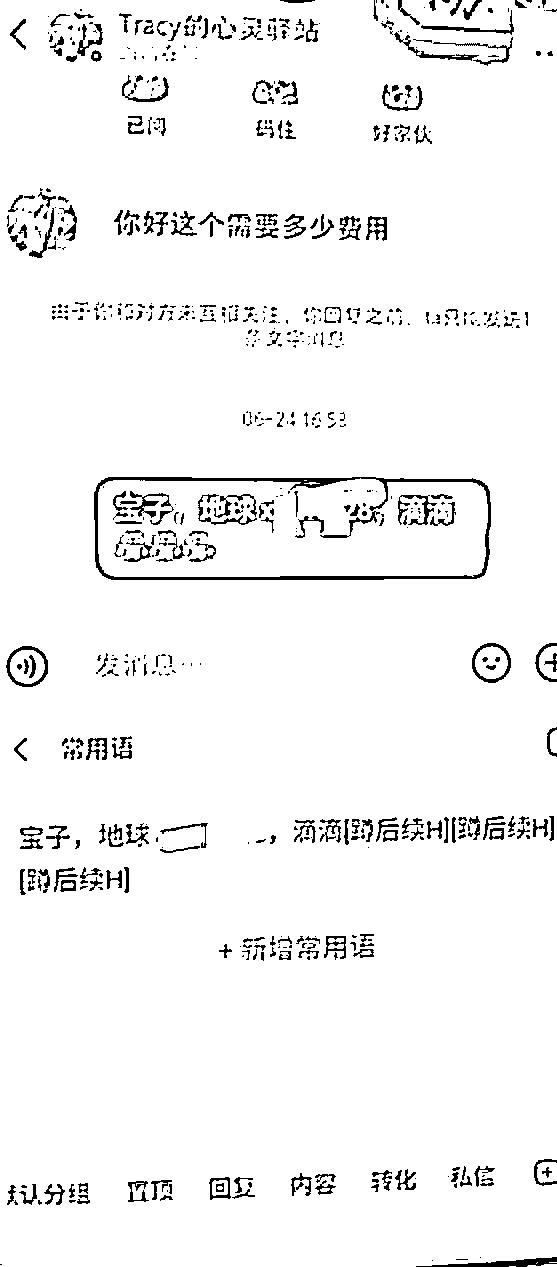 Tracy的心灵驿站
已阅
码住
好家伙
你好这个需要多少费用
由于你和对方未互相关注，你回复之前，ta只能发送1
条文字消息
06-24 16:53
宝子，地球x 28，滴滴
发消息…
常用语
宝子，地球 ，滴滴[蹲后续H][蹲后续H]
[蹲后续H]
+ 新增常用语
默认分组 置顶 回复 内容 转化 私信